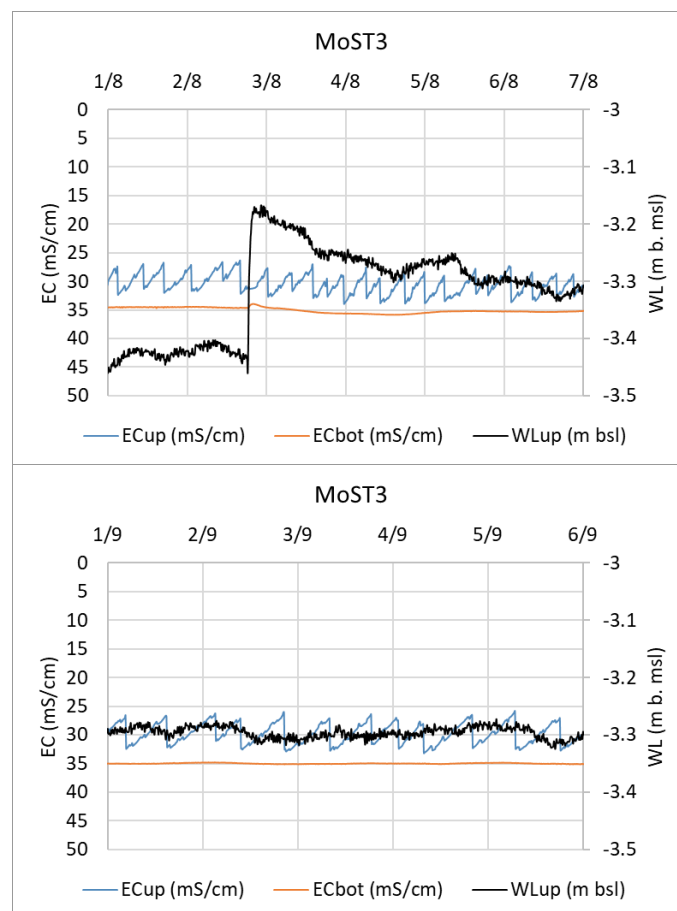 MoST3
1/8 2/8 3/8 4/8 5/8 6/8 7/8
0 -3
5
10 -3.1
15
20 -3.2
25
30 -3.3
35
40 -3.4
45
50 -3.5
EC (mS/cm)
WL (m b. msl)
ECup (mS/cm) ECbot (mS/cm) WLup (m bsl)
MoST3
1/9 2/9 3/9 4/9 5/9 6/9
0 -3
5
10 -3.1
15
20 -3.2
25
30 -3.3
35
40 -3.4
45
50 -3.5
EC (mS/cm)
WL (m b. msl)
ECup (mS/cm) ECbot (mS/cm) WLup (m bsl)